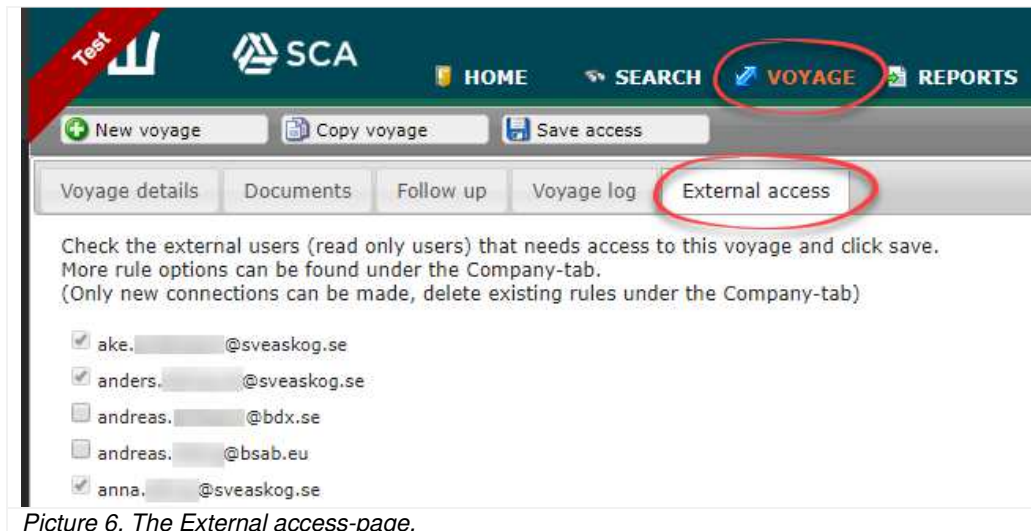 Test
SCA
HOME SEARCH VOYAGE REPORTS
New voyage Copy voyage Save access
Voyage details Documents Follow up Voyage log External access
Check the external users (read only users) that needs access to this voyage and click save.
More rule options can be found under the Company-tab.
(Only new connections can be made, delete existing rules under the Company-tab)
ake. @sveaskog.se
anders. @sveaskog.se
andreas. @bdx.se
andreas. @bsab.eu
anna. @sveaskog.se
Picture 6. The External access-page.